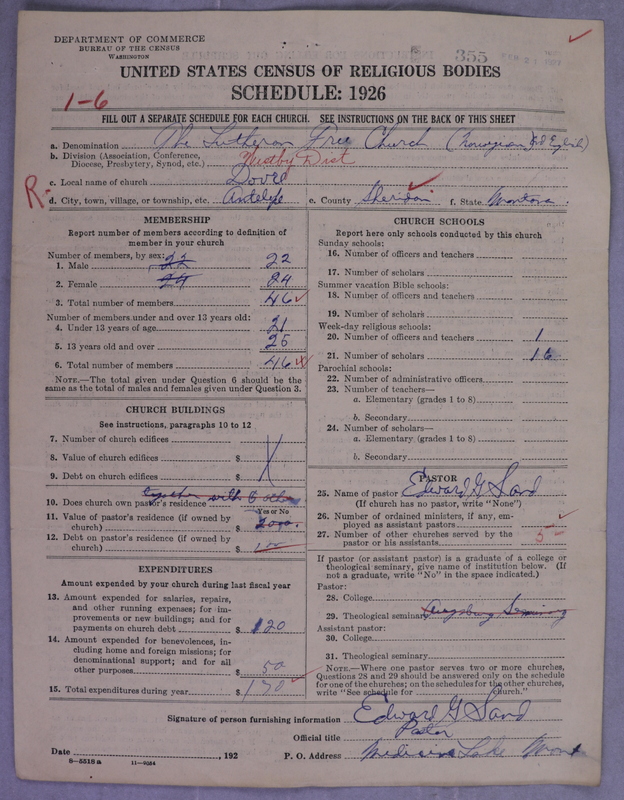 DEPARTMENT OF COMMERCE
BUREAU OF THE CENSUS
WASHINGTON
355
UNITED STATES CENSUS OF RELIGIOUS BODIES
SCHEDULE: 1926
1-6
FILL OUT A SEPARATE SCHEDULE FOR EACH CHURCH. SEE INSTRUCTIONS ON THE BACK OF THIS SHEET
a. Denomination The Lutheran Free Church (Norwegian and English)
b. Division (Association, Conference, Diocese, Presbytery, Synod, etc.) Westby Dist
c. Local name of church Dovre
R-
d. City, town, village, or township, etc. Antelope e. County Sheridan f. State Montana.
MEMBERSHIP
Report number of members according to definition of member in your church
Number of members, by sex:
1. Male 22 22
2. Female 24 24
3. Total number of members 46
Number of members under and over 13 years old:
4. Under 13 years of age 21
5. 13 years old and over 25
6. Total number of members 46
NOTE.—The total given under Question 6 should be the same as the total of males and females given under Question 3.
CHURCH BUILDINGS
See instructions, paragraphs 10 to 12
7. Number of church edifices
8. Value of church edifices $
9. Debt on church edifices $
together with 6 other
10. Does church own pastor's residence
Yes or No
11. Value of pastor's residence (if owned by church) $ 2000.
12. Debt on pastor's residence (if owned by church) $
EXPENDITURES
Amount expended by your church during last fiscal year
13. Amount expended for salaries, repairs, and other running expenses; for improvements or new buildings; and for payments on church debt $ 120
14. Amount expended for benevolences, including home and foreign missions; for denominational support; and for all other purposes 50
15. Total expenditures during year $ 170
CHURCH SCHOOLS
Report here only schools conducted by this church
Sunday schools:
16. Number of officers and teachers
17. Number of scholars
Summer vacation Bible schools:
18. Number of officers and teachers
19. Number of scholars
Week-day religious schools:
20. Number of officers and teachers 1
21. Number of scholars 16
Parochial schools:
22. Number of administrative officers
23. Number of teachers—
a. Elementary (grades 1 to 8)
b. Secondary
24. Number of scholars—
a. Elementary (grades 1 to 8)
b. Secondary
PASTOR
25. Name of pastor Edward G Sand
(If church has no pastor, write "None")
26. Number of ordained ministers, if any, employed as assistant pastors
27. Number of other churches served by the pastor or his assistants 5
If pastor (or assistant pastor) is a graduate of a college or theological seminary, give name of institution below. (If not a graduate, write "No" in the space indicated.)
Pastor:
28. College
29. Theological seminary Augsburg Seminary
Assistant pastor:
30. College
31. Theological seminary
NOTE.—Where one pastor serves two or more churches, Questions 28 and 29 should be answered only on the schedule for one of the churches; on the schedules for the other churches, write "See schedule for church."
Signature of person furnishing information Edward G Sand
Official title Pastor
Date , 192 P. O. Address Medicine Lake Mont
8-5518 a 11-9024